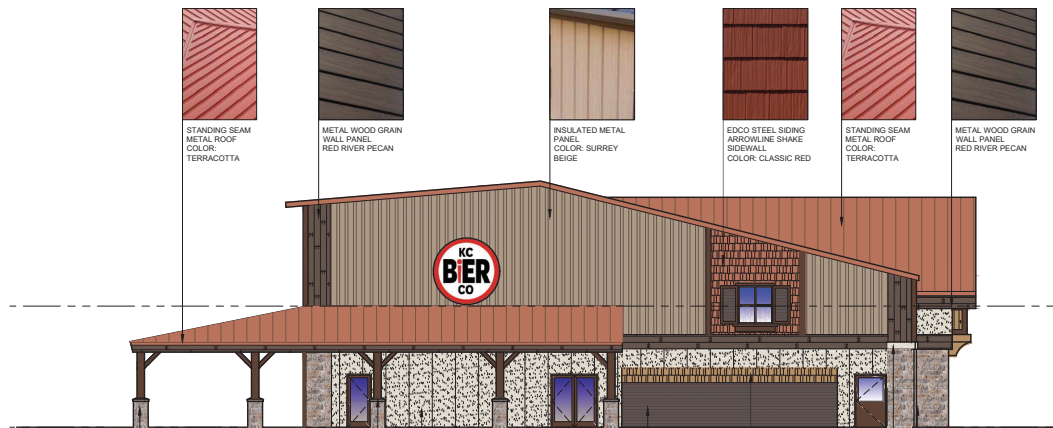 STANDING SEAM
METAL ROOF
COLOR:
TERRACOTTA
METAL WOOD GRAIN
WALL PANEL
RED RIVER PECAN
INSULATED METAL
PANEL
COLOR: SURREY
BEIGE
EDCO STEEL SIDING
ARROWLINE SHAKE
SIDEWALL
COLOR: CLASSIC RED
STANDING SEAM
METAL ROOF
COLOR:
TERRACOTTA
METAL WOOD GRAIN
WALL PANEL
RED RIVER PECAN
KC
BiER
CO